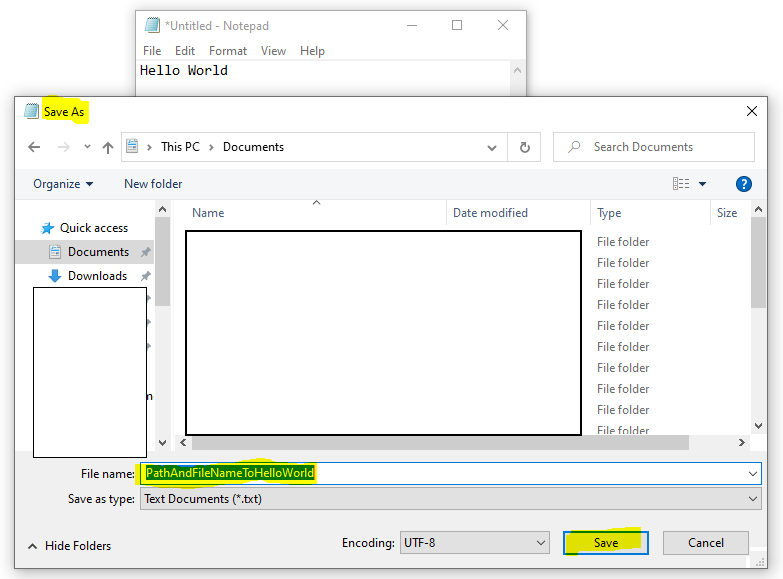 *Untitled - Notepad
File Edit Format View Help
Hello World
Save As
This PC > Documents
Search Documents
Organize New folder
?
Name Date modified Type Size
Quick access
Documents
Downloads
File folder
File folder
File folder
File folder
File folder
File folder
File folder
File folder
File folder
File folder
File name: PathAndFileNameToHelloWorld
Save as type: Text Documents (*.txt)
Hide Folders Encoding: UTF-8 Save Cancel